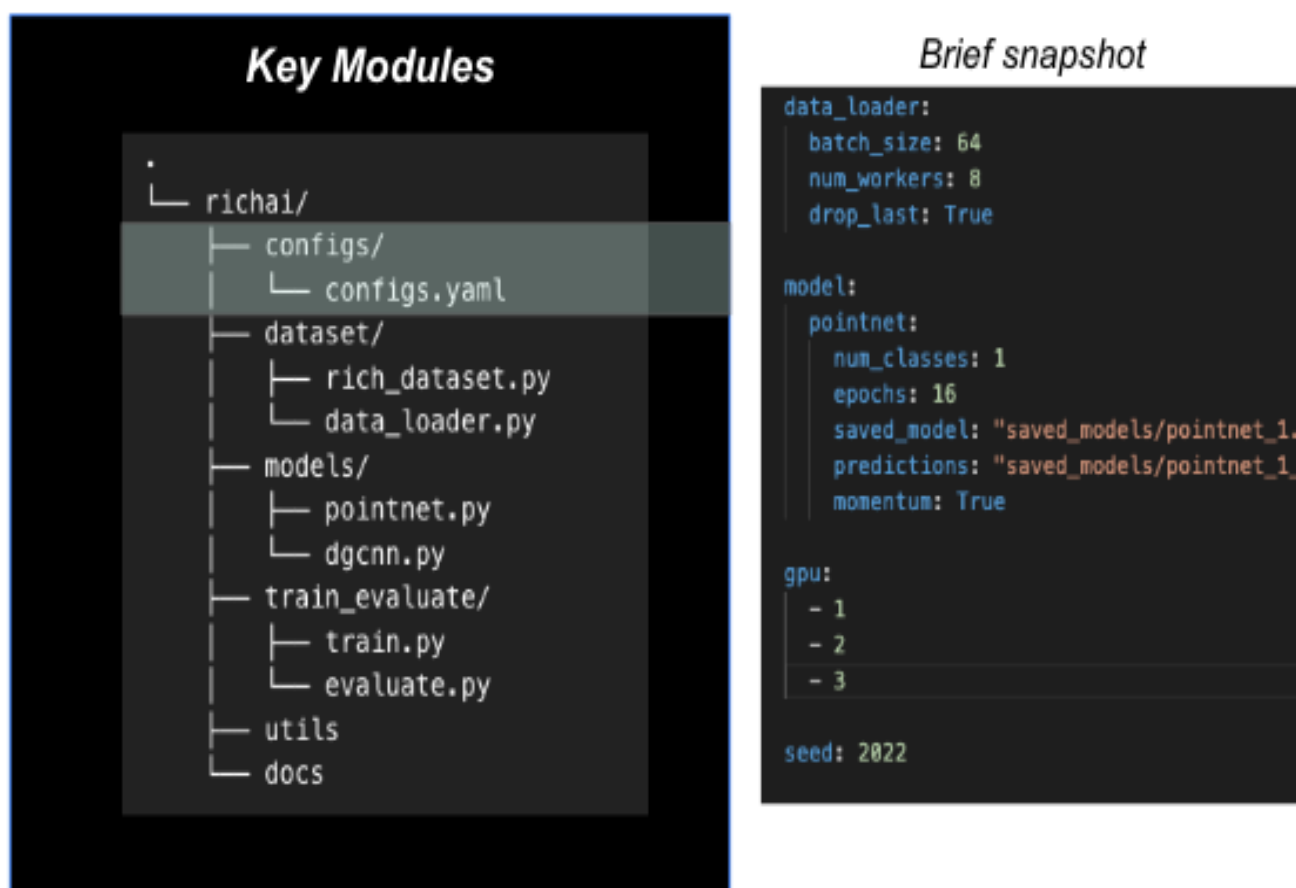 Key Modules
.
└── richai/
├── configs/
│ └── configs.yaml
├── dataset/
│ ├── rich_dataset.py
│ └── data_loader.py
├── models/
│ ├── pointnet.py
│ └── dgcnn.py
├── train_evaluate/
│ ├── train.py
│ └── evaluate.py
├── utils
└── docs
Brief snapshot
data_loader:
batch_size: 64
num_workers: 8
drop_last: True
model:
pointnet:
num_classes: 1
epochs: 16
saved_model: "saved_models/pointnet_1.
predictions: "saved_models/pointnet_1_
momentum: True
gpu:
- 1
- 2
- 3
seed: 2022